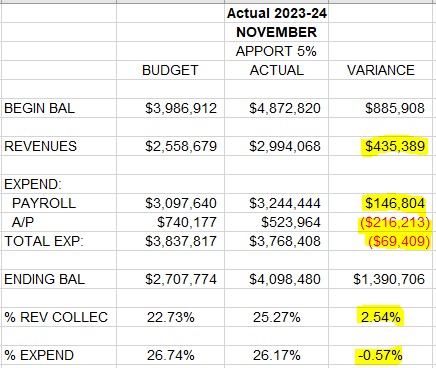 Actual 2023-24
NOVEMBER
APPORT 5%
BUDGET ACTUAL VARIANCE
BEGIN BAL $3,986,912 $4,872,820 $885,908
REVENUES $2,558,679 $2,994,068 $435,389
EXPEND:
PAYROLL $3,097,640 $3,244,444 $146,804
A/P $740,177 $523,964 ($216,213)
TOTAL EXP: $3,837,817 $3,768,408 ($69,409)
ENDING BAL $2,707,774 $4,098,480 $1,390,706
% REV COLLEC 22.73% 25.27% 2.54%
% EXPEND 26.74% 26.17% -0.57%